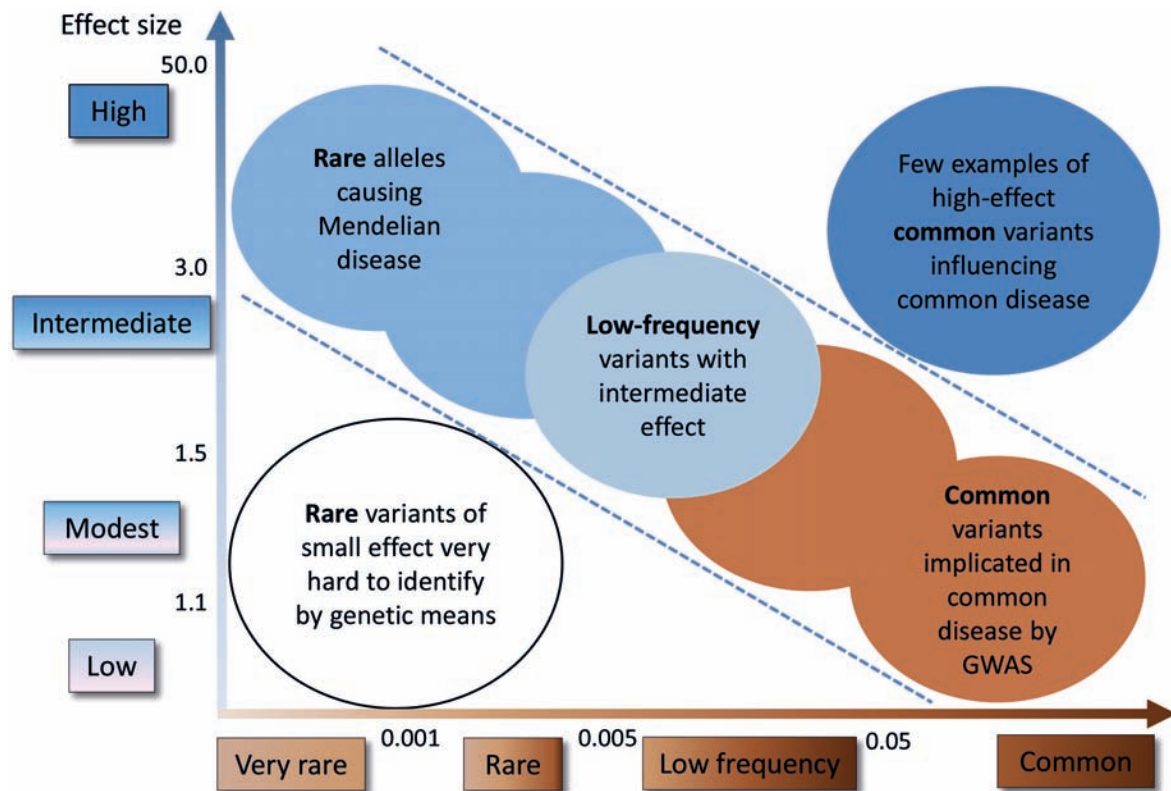 Effect size
50.0
High
3.0
Intermediate
1.5
Modest
1.1
Low
Rare alleles
causing
Mendelian
disease
Few examples of
high-effect
common variants
influencing
common disease
Low-frequency
variants with
intermediate
effect
Rare variants of
small effect very
hard to identify
by genetic means
Common
variants
implicated in
common
disease by
GWAS
Very rare
0.001
Rare
0.005
Low frequency
0.05
Common